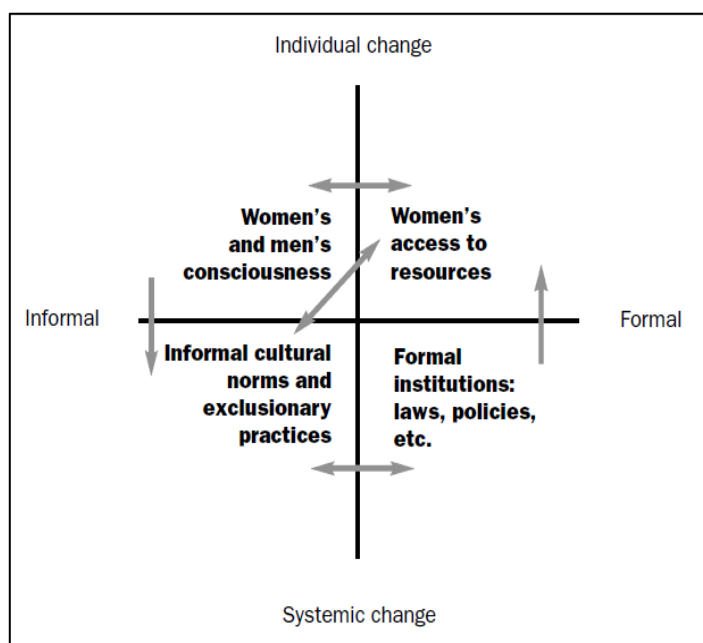 Individual change
Women's
and men's
consciousness
Women's
access to
resources
Informal
Formal
Informal cultural
norms and
exclusionary
practices
Formal
institutions:
laws, policies,
etc.
Systemic change